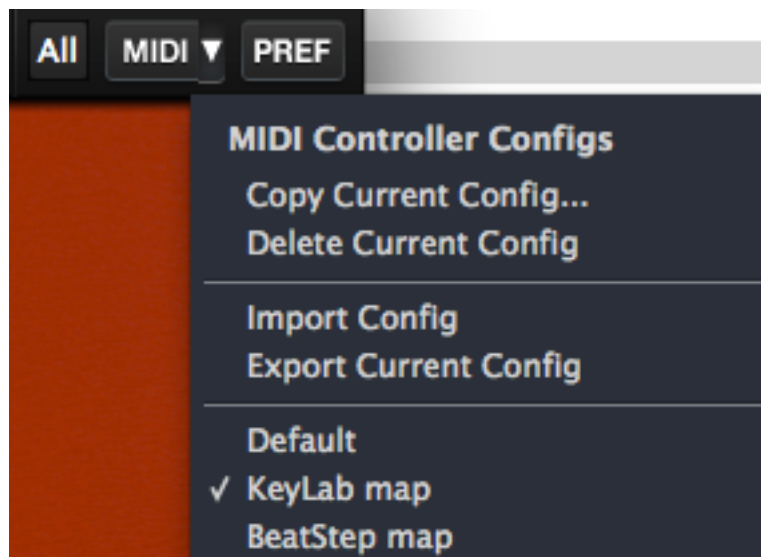 All MIDI ▼ PREF
MIDI Controller Configs
Copy Current Config...
Delete Current Config
Import Config
Export Current Config
Default
✓ KeyLab map
BeatStep map